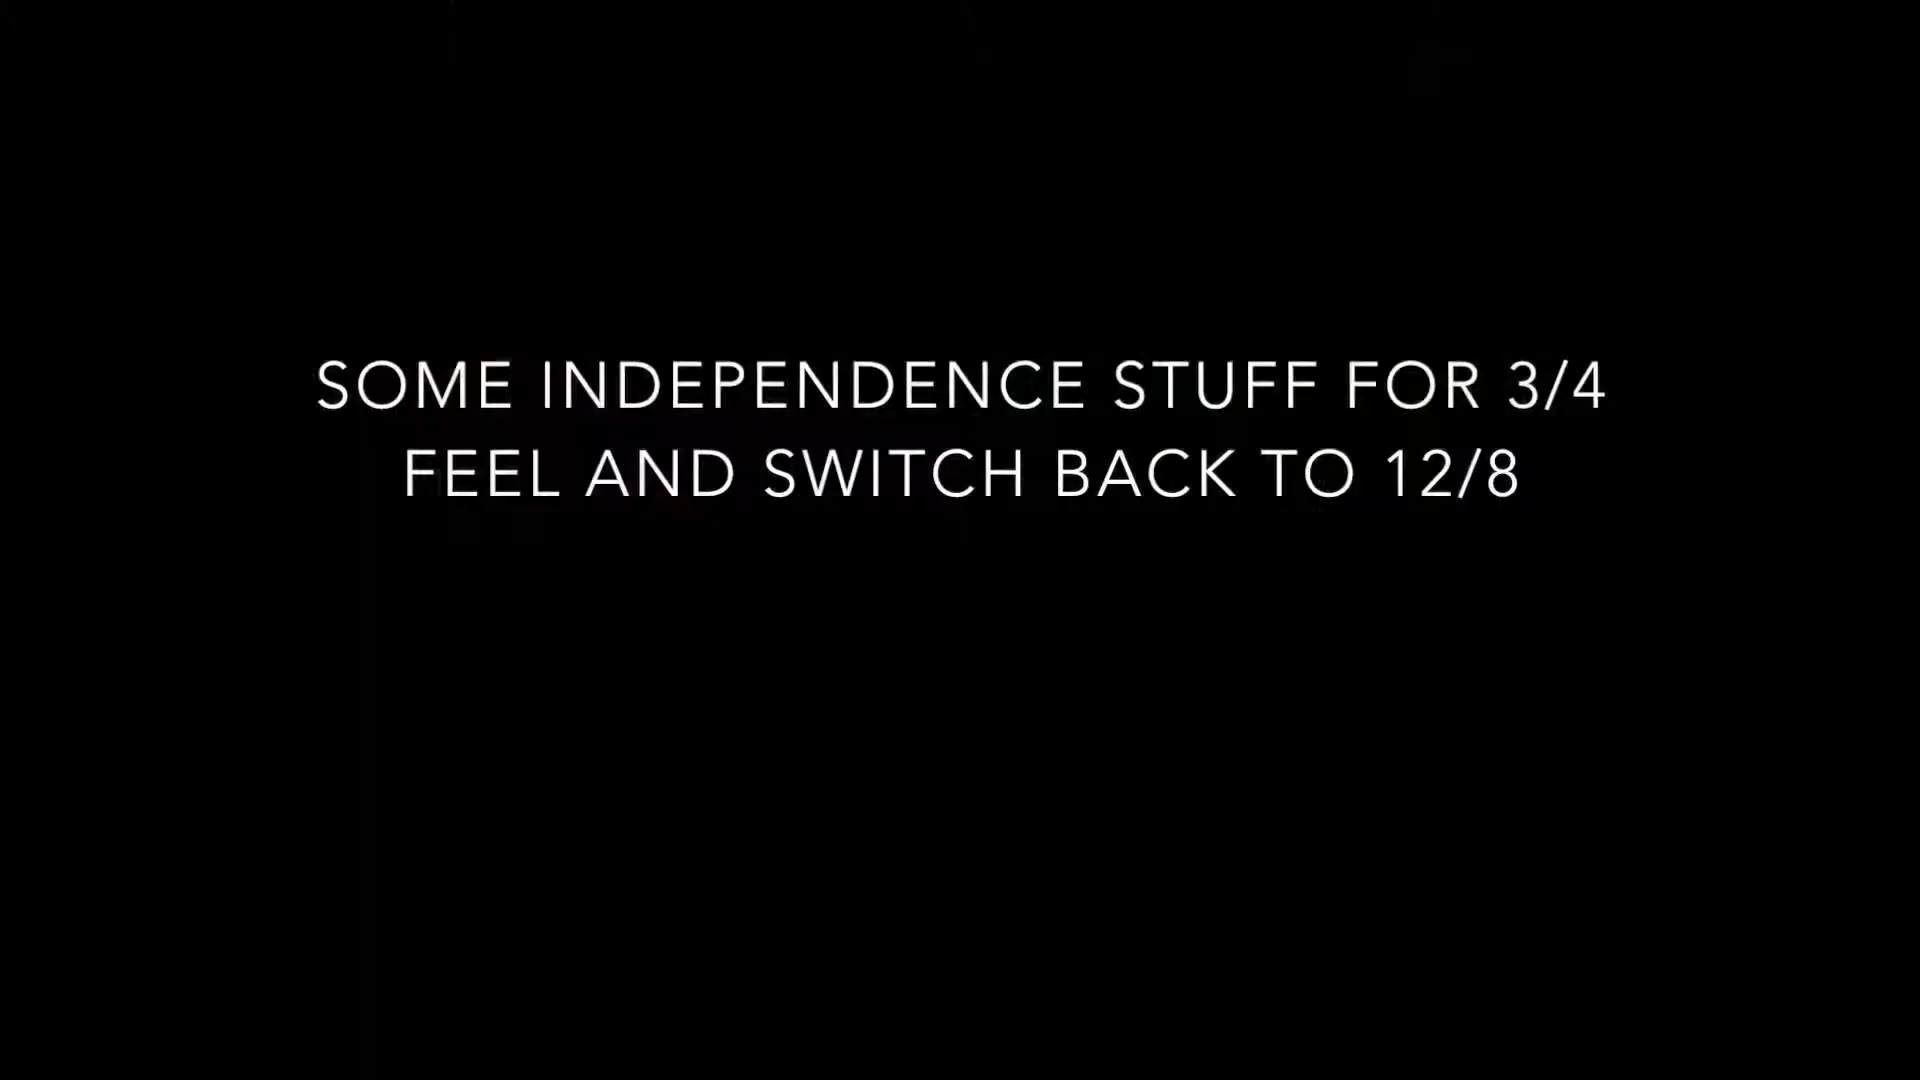 SOME INDEPENDENCE STUFF FOR 3/4
FEEL AND SWITCH BACK TO 12/8